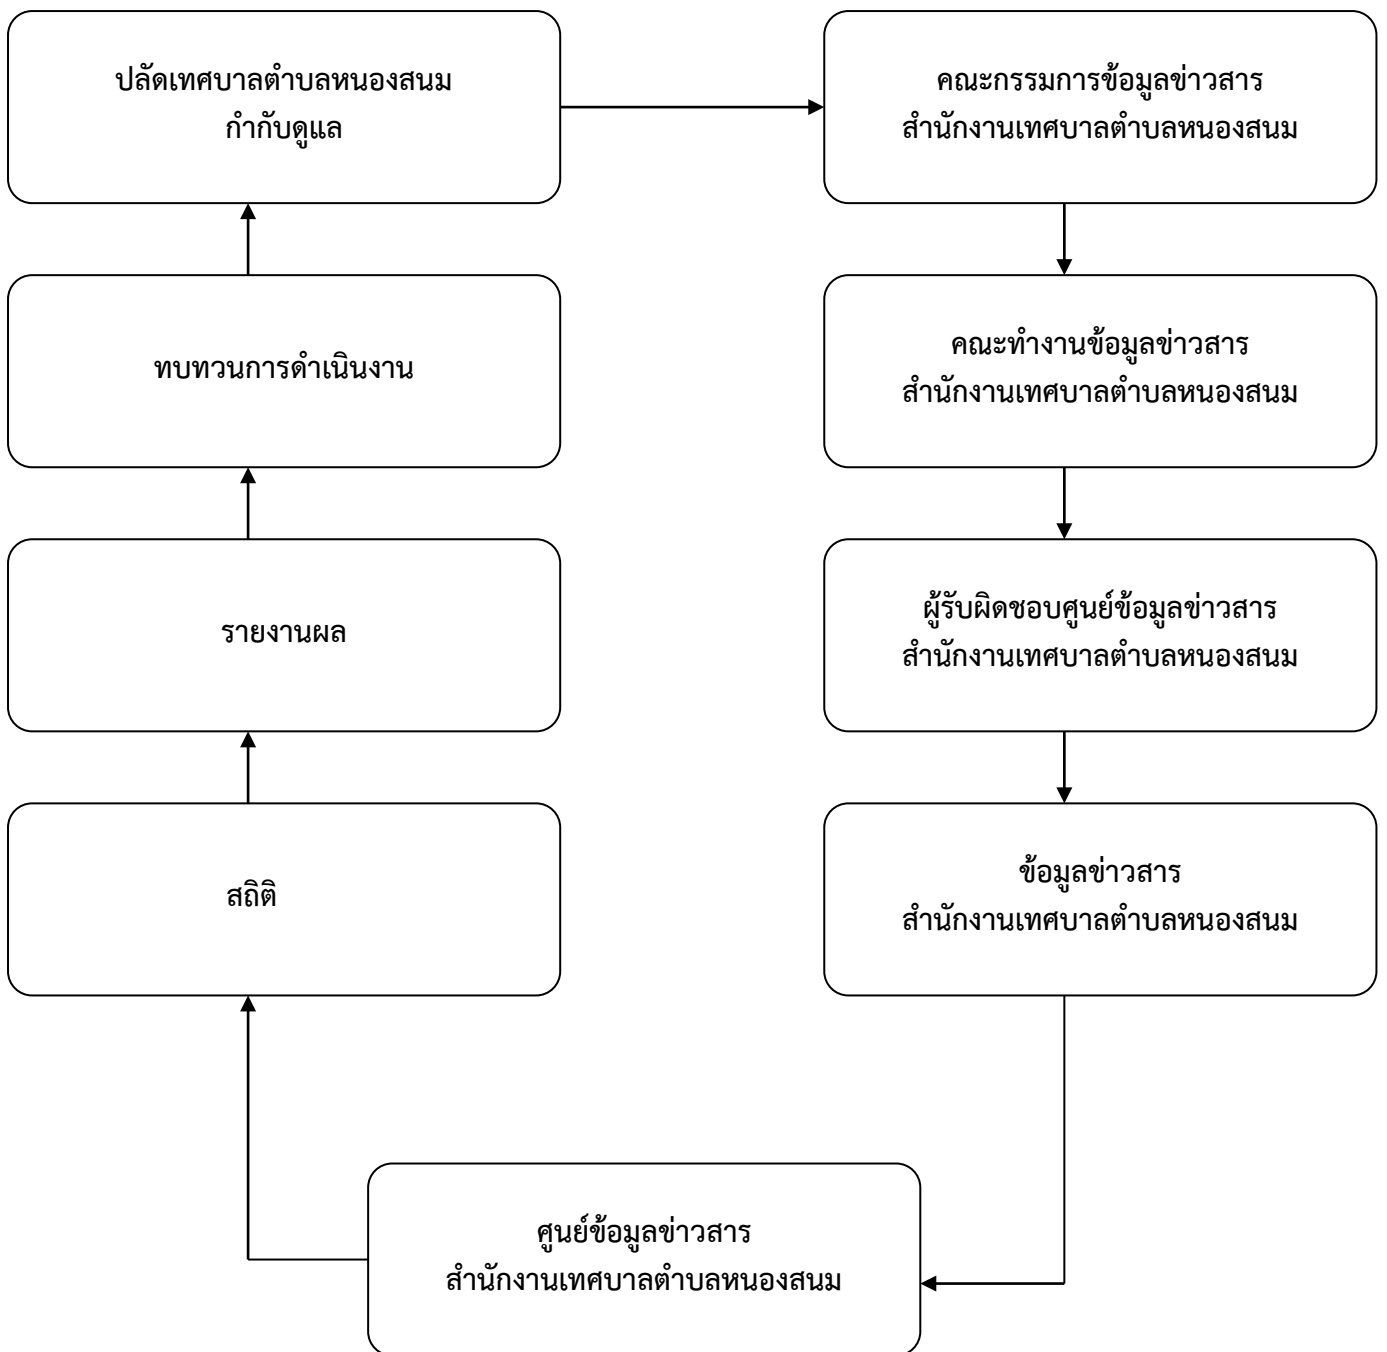 ปลัดเทศบาลตำบลหนองสนม
กำกับดูแล
คณะกรรมการข้อมูลข่าวสาร
สำนักงานเทศบาลตำบลหนองสนม
ทบทวนการดำเนินงาน
คณะทำงานข้อมูลข่าวสาร
สำนักงานเทศบาลตำบลหนองสนม
รายงานผล
ผู้รับผิดชอบศูนย์ข้อมูลข่าวสาร
สำนักงานเทศบาลตำบลหนองสนม
สถิติ
ข้อมูลข่าวสาร
สำนักงานเทศบาลตำบลหนองสนม
ศูนย์ข้อมูลข่าวสาร
สำนักงานเทศบาลตำบลหนองสนม